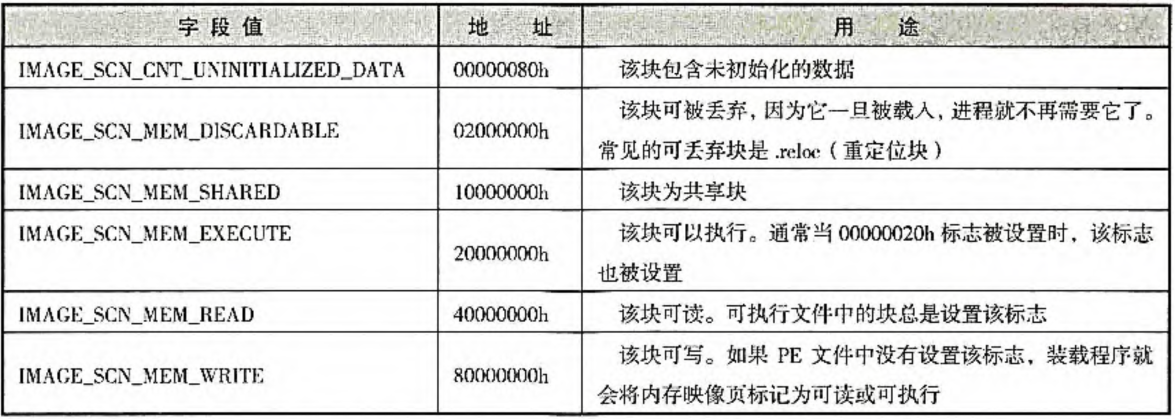 字段值 地址 用途
IMAGE_SCN_CNT_UNINITIALIZED_DATA 00000080h 该块包含未初始化的数据
IMAGE_SCN_MEM_DISCARDABLE 02000000h 该块可被丢弃，因为它一旦被载入，进程就不再需要它了。
常见的可丢弃块是 .reloc（重定位块）
IMAGE_SCN_MEM_SHARED 10000000h 该块为共享块
IMAGE_SCN_MEM_EXECUTE 20000000h 该块可以执行。通常当 00000020h 标志被设置时，该标志
也被设置
IMAGE_SCN_MEM_READ 40000000h 该块可读。可执行文件中的块总是设置该标志
IMAGE_SCN_MEM_WRITE 80000000h 该块可写。如果 PE 文件中没有设置该标志，装载程序就
会将内存映像页标记为可读或可执行